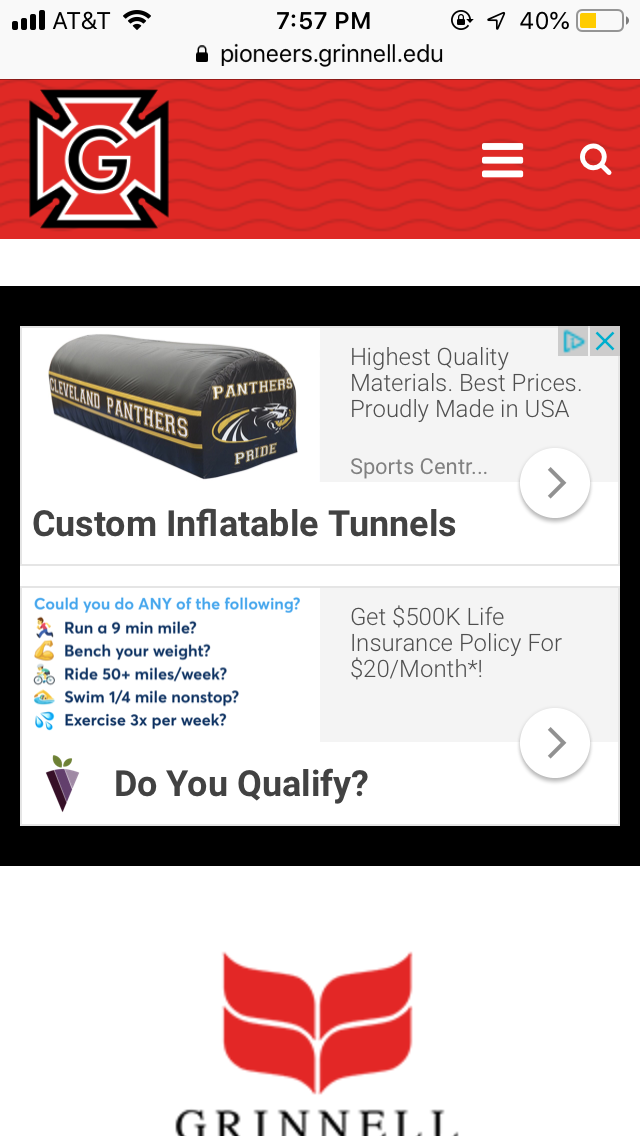 AT&T 7:57 PM 40%
pioneers.grinnell.edu
G
CLEVELAND PANTHERS
PANTHERS
PRIDE
Highest Quality
Materials. Best Prices.
Proudly Made in USA
Sports Centr...
Custom Inflatable Tunnels
Could you do ANY of the following?
Run a 9 min mile?
Bench your weight?
Ride 50+ miles/week?
Swim 1/4 mile nonstop?
Exercise 3x per week?
Get $500K Life
Insurance Policy For
$20/Month*!
Do You Qualify?
GRINNELL